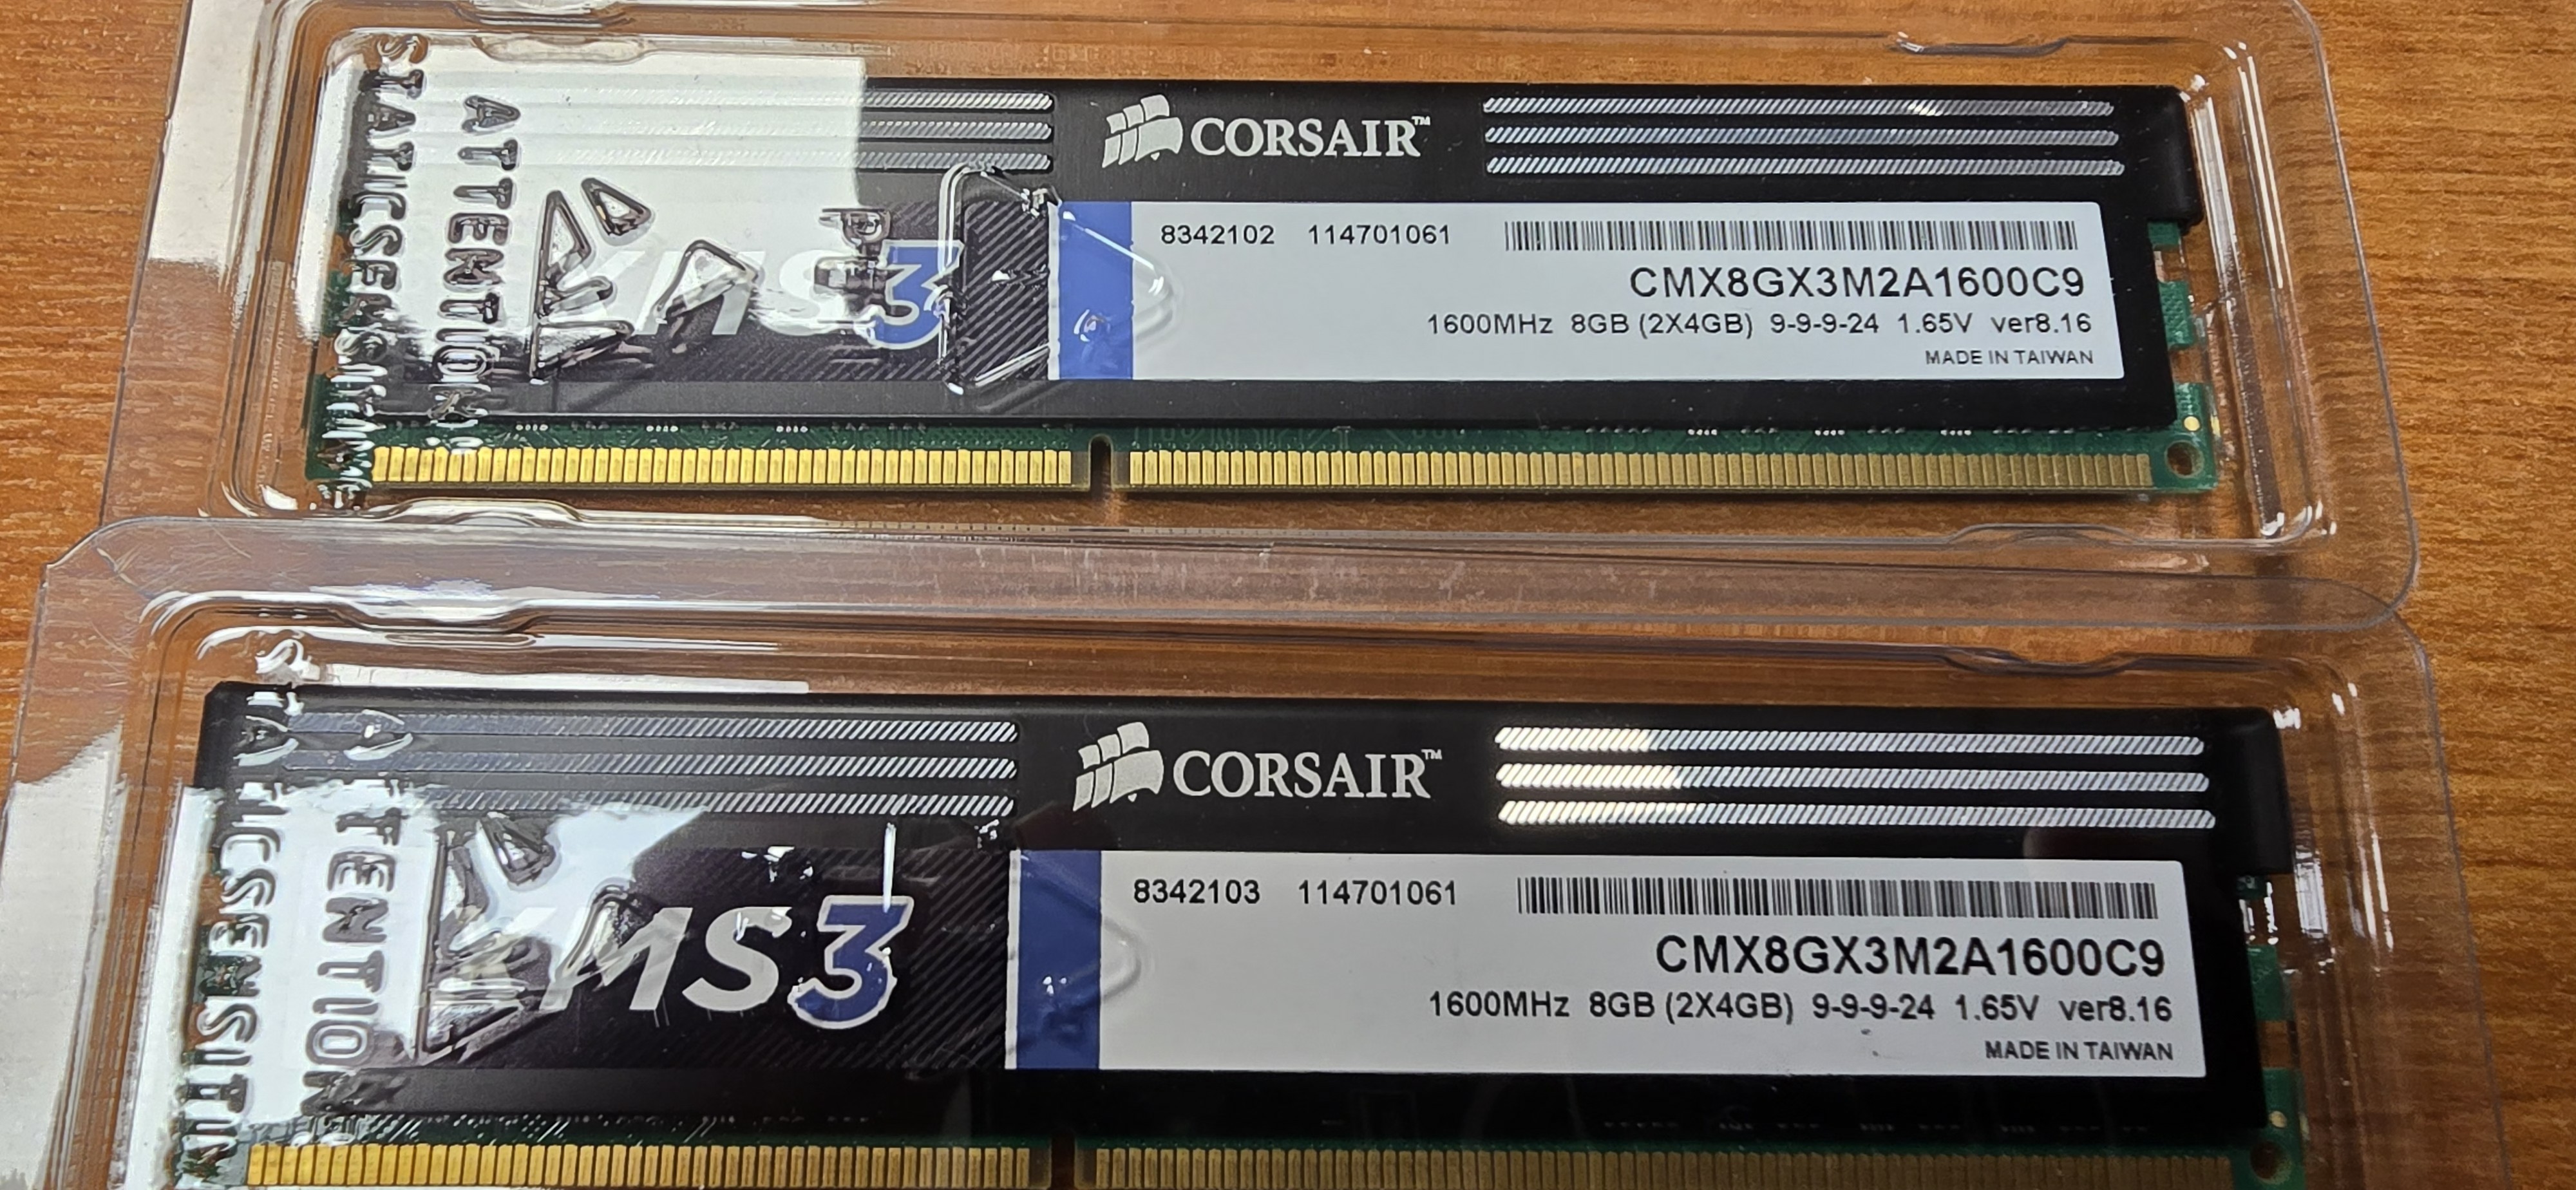 STATIC SENSITIVE
ATTENTION!
CORSAIR™
XMS3
8342102 114701061
CMX8GX3M2A1600C9
1600MHz 8GB (2X4GB) 9-9-9-24 1.65V ver8.16
MADE IN TAIWAN
ATTENTION
CORSAIR™
XMS3
8342103 114701061
CMX8GX3M2A1600C9
1600MHz 8GB (2X4GB) 9-9-9-24 1.65V ver8.16
MADE IN TAIWAN